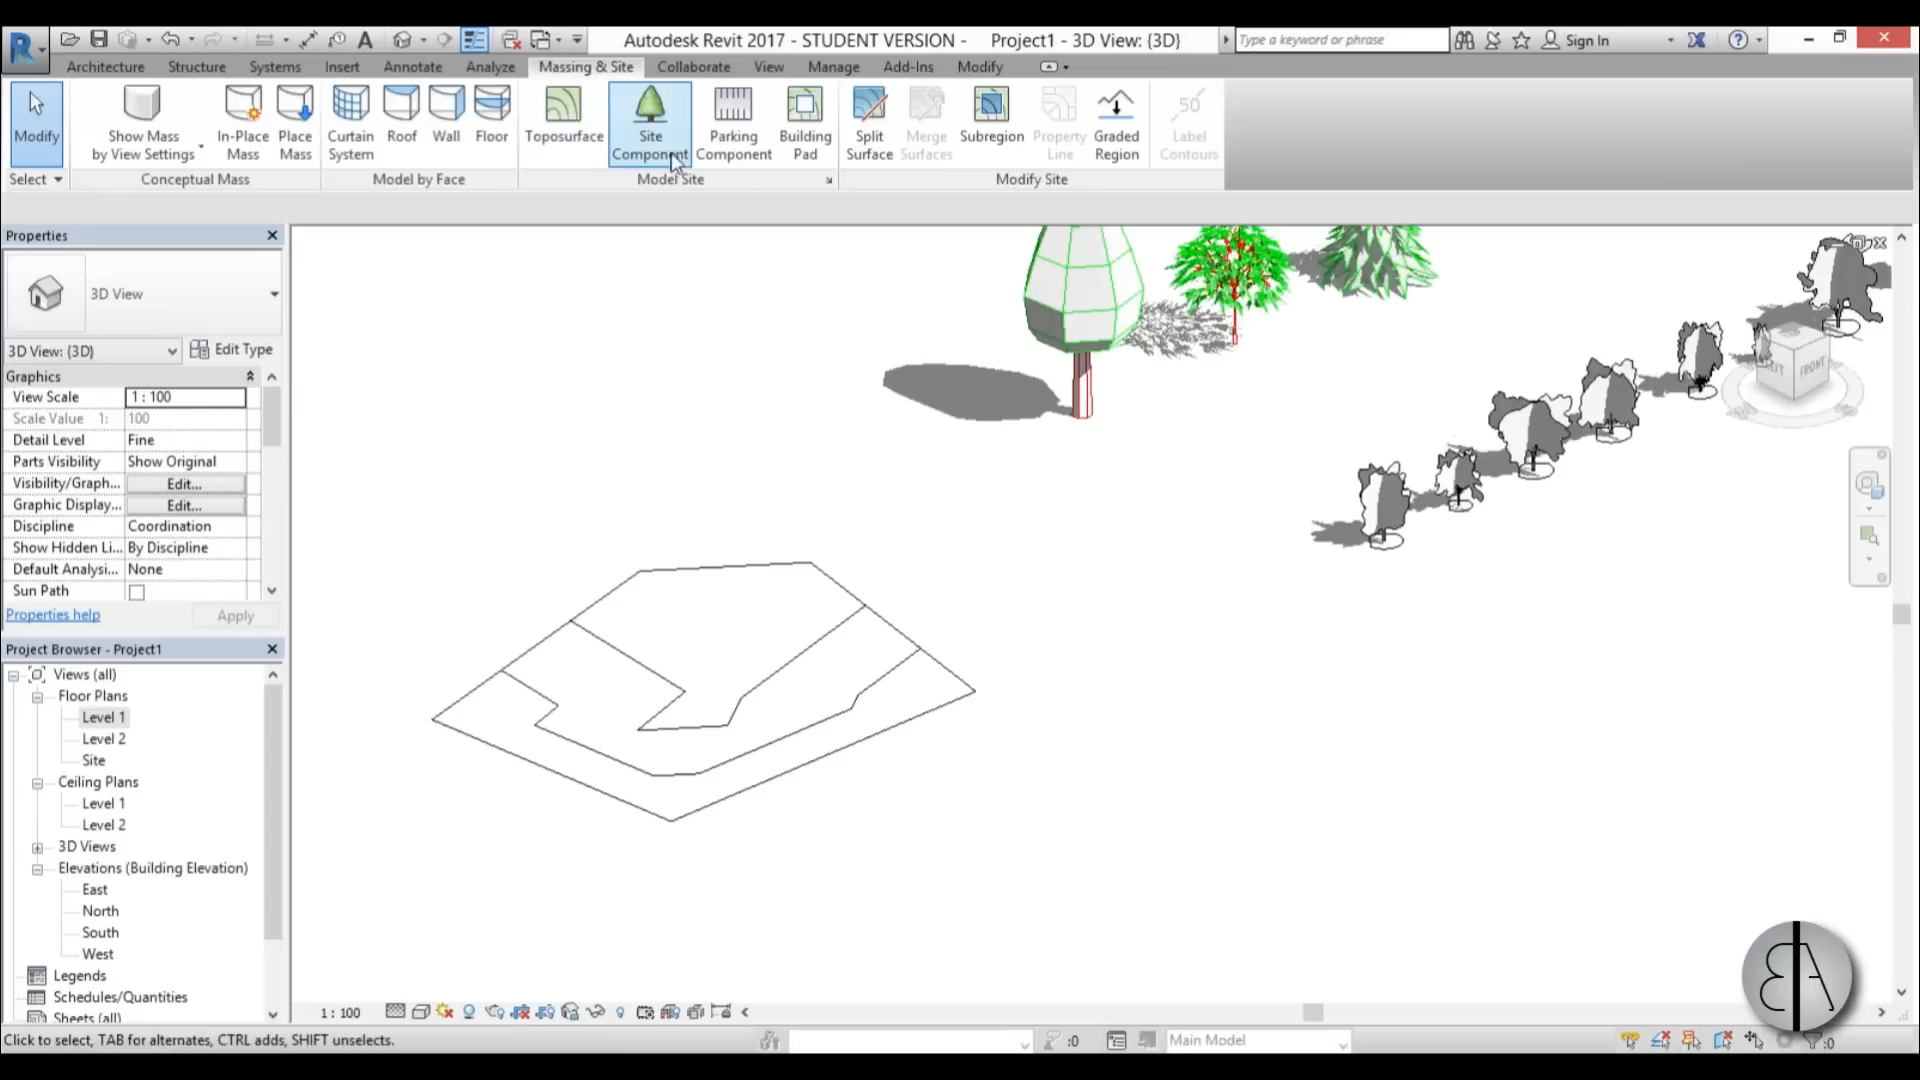 Autodesk Revit 2017 - STUDENT VERSION - Project1 - 3D View: {3D}
Type a keyword or phrase
Sign In
Architecture Structure Systems Insert Annotate Analyze Massing & Site Collaborate View Manage Add-Ins Modify
Modify
Show Mass
by View Settings
In-Place
Mass
Place
Mass
Curtain
System
Roof
Wall
Floor
Toposurface
Site
Component
Parking
Component
Building
Pad
Split
Surface
Merge
Surfaces
Subregion
Property
Line
Graded
Region
50
Label
Contours
Select
Conceptual Mass
Model by Face
Model Site
Modify Site
Properties
3D View
3D View: {3D}
Edit Type
Graphics
View Scale 1 : 100
Scale Value 1: 100
Detail Level Fine
Parts Visibility Show Original
Visibility/Graph... Edit...
Graphic Display... Edit...
Discipline Coordination
Show Hidden Li... By Discipline
Default Analysi... None
Sun Path
Properties help
Apply
Project Browser - Project1
Views (all)
Floor Plans
Level 1
Level 2
Site
Ceiling Plans
Level 1
Level 2
3D Views
Elevations (Building Elevation)
East
North
South
West
Legends
Schedules/Quantities
Sheets (all)
FRONT
1 : 100
Click to select, TAB for alternates, CTRL adds, SHIFT unselects.
:0
Main Model
:0